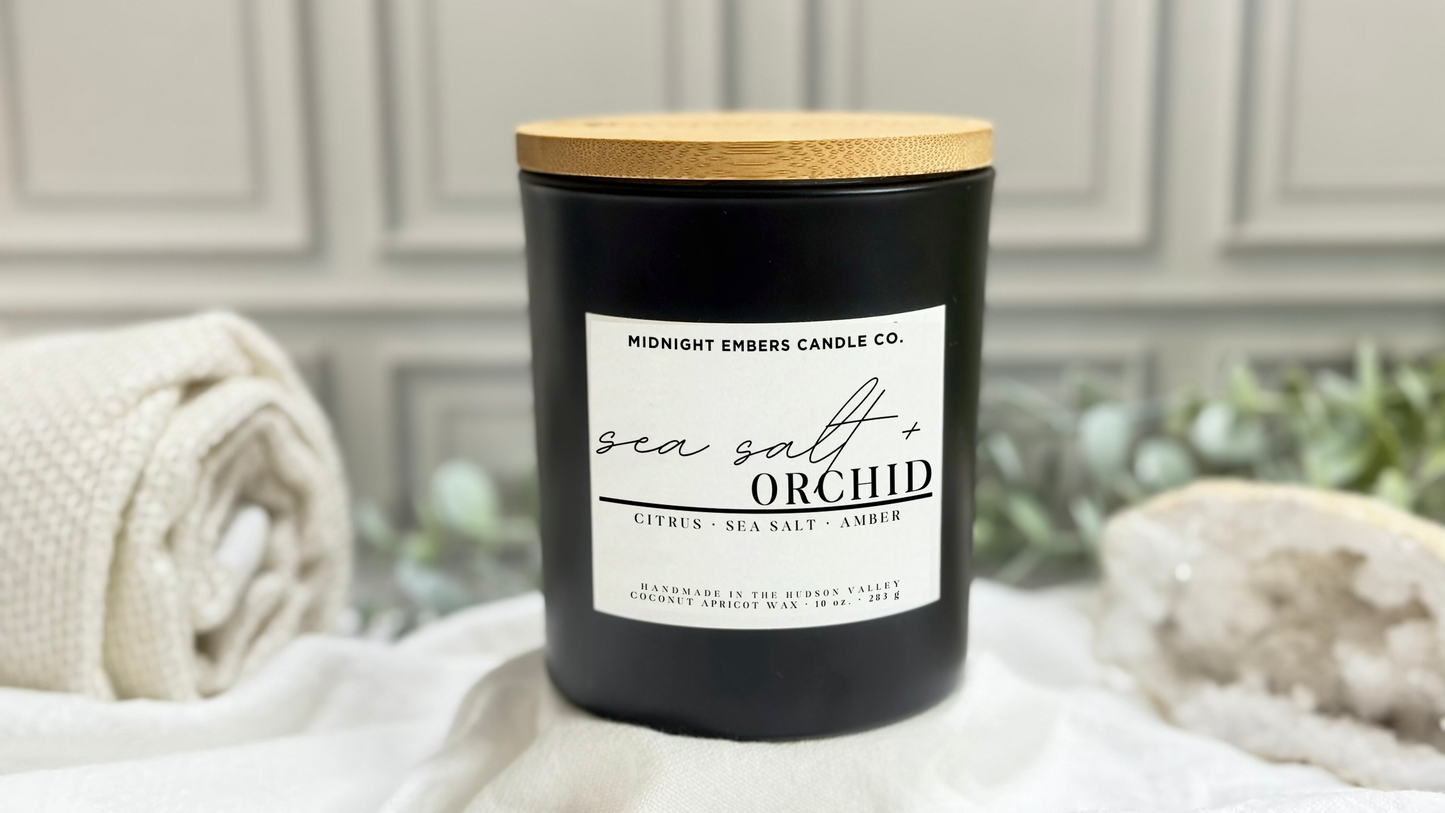 MIDNIGHT EMBERS CANDLE CO.
sea salt +
ORCHID
CITRUS · SEA SALT · AMBER
HANDMADE IN THE HUDSON VALLEY
COCONUT APRICOT WAX · 10 oz. · 283 g